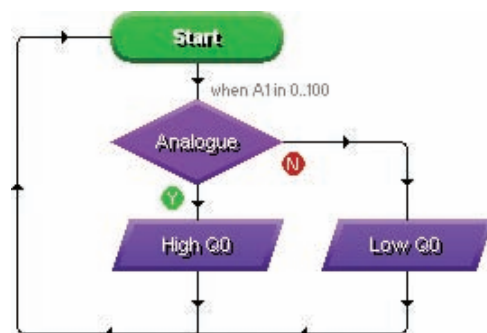 Start
when A1 in 0..100
Analogue
N
Y
High Q0
Low Q0